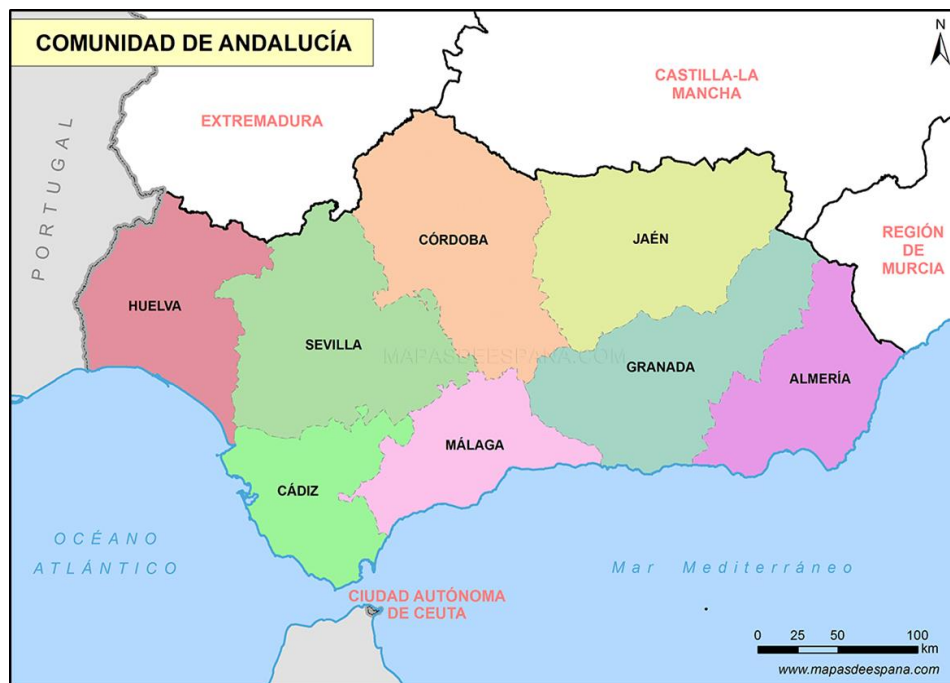 COMUNIDAD DE ANDALUCÍA
N
CASTILLA-LA
MANCHA
EXTREMADURA
PORTUGAL
CÓRDOBA
JAÉN
REGIÓN
DE
MURCIA
HUELVA
SEVILLA
MAPASDEESPANA.COM
GRANADA
ALMERÍA
MÁLAGA
CÁDIZ
OCÉANO
ATLÁNTICO
Mar Mediterráneo
CIUDAD AUTÓNOMA
DE CEUTA
0 25 50 100
km
www.mapasdeespana.com